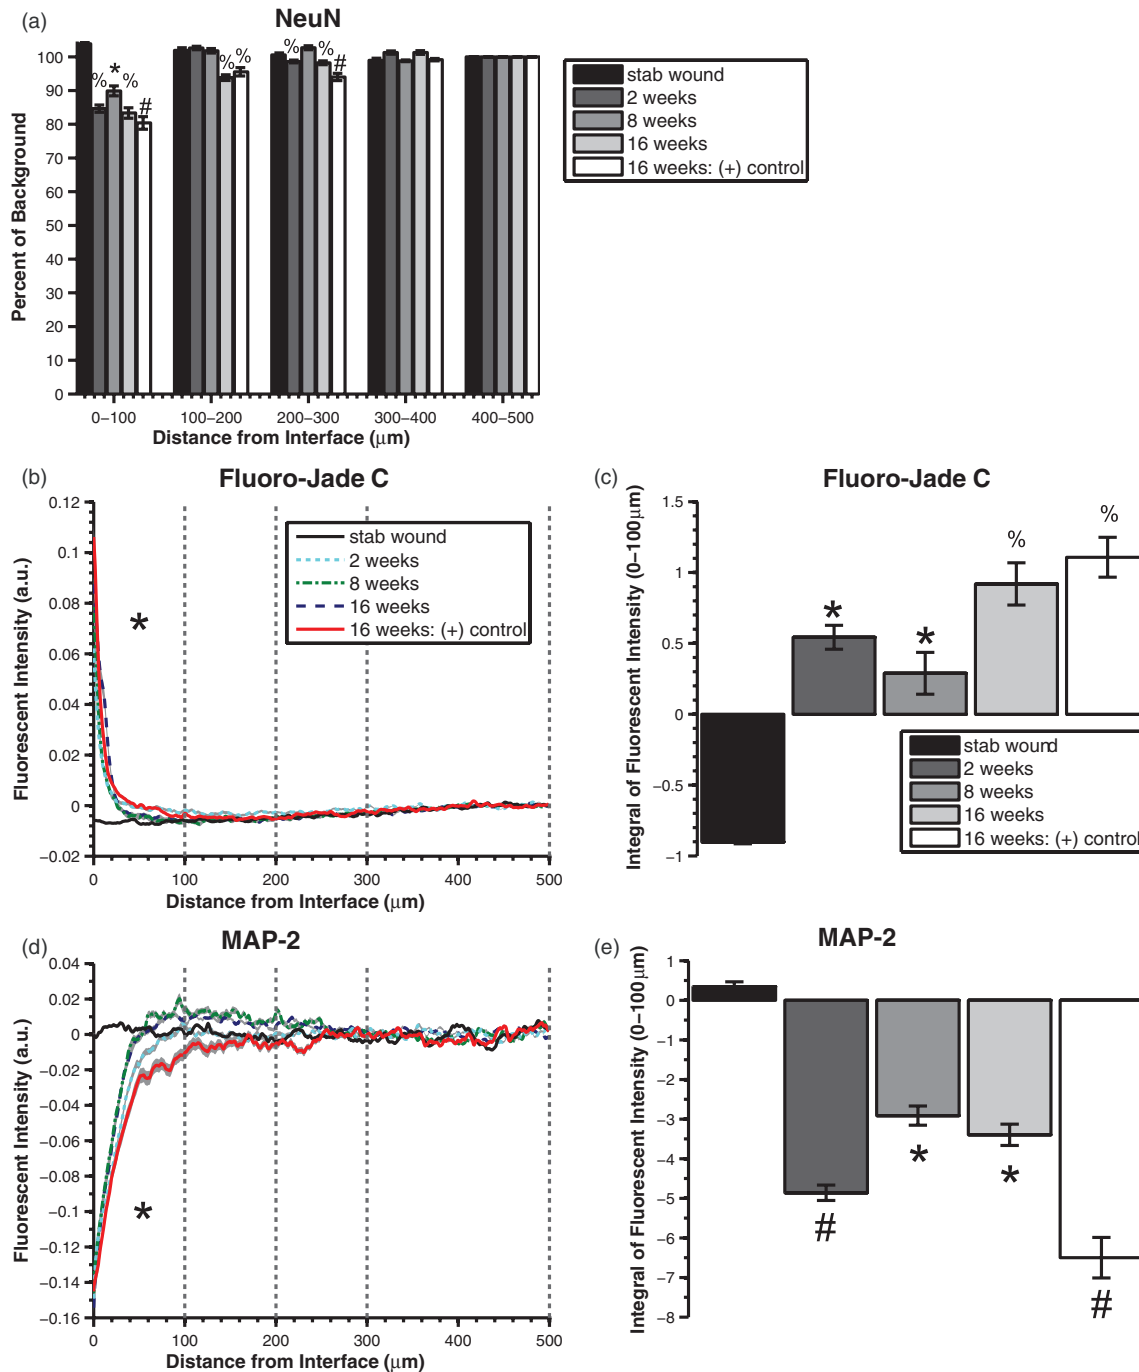 (a)
NeuN
Percent of Background
100
90
80
70
60
50
40
30
20
10
0
% * % #
% %
% % #
0–100 100–200 200–300 300–400 400–500
Distance from Interface (μm)
stab wound
2 weeks
8 weeks
16 weeks
16 weeks: (+) control
(b)
Fluoro-Jade C
Fluorescent Intensity (a.u.)
0.12
0.1
0.08
0.06
0.04
0.02
0
−0.02
*
stab wound
2 weeks
8 weeks
16 weeks
16 weeks: (+) control
0 100 200 300 400 500
Distance from Interface (μm)
(c)
Fluoro-Jade C
Integral of Fluorescent Intensity (0–100μm)
1.5
1
0.5
0
−0.5
−1
* * % %
stab wound
2 weeks
8 weeks
16 weeks
16 weeks: (+) control
(d)
MAP-2
Fluorescent Intensity (a.u.)
0.04
0.02
0
−0.02
−0.04
−0.06
−0.08
−0.1
−0.12
−0.14
−0.16
*
0 100 200 300 400 500
Distance from Interface (μm)
(e)
MAP-2
Integral of Fluorescent Intensity (0–100μm)
1
0
−1
−2
−3
−4
−5
−6
−7
−8
# * * #